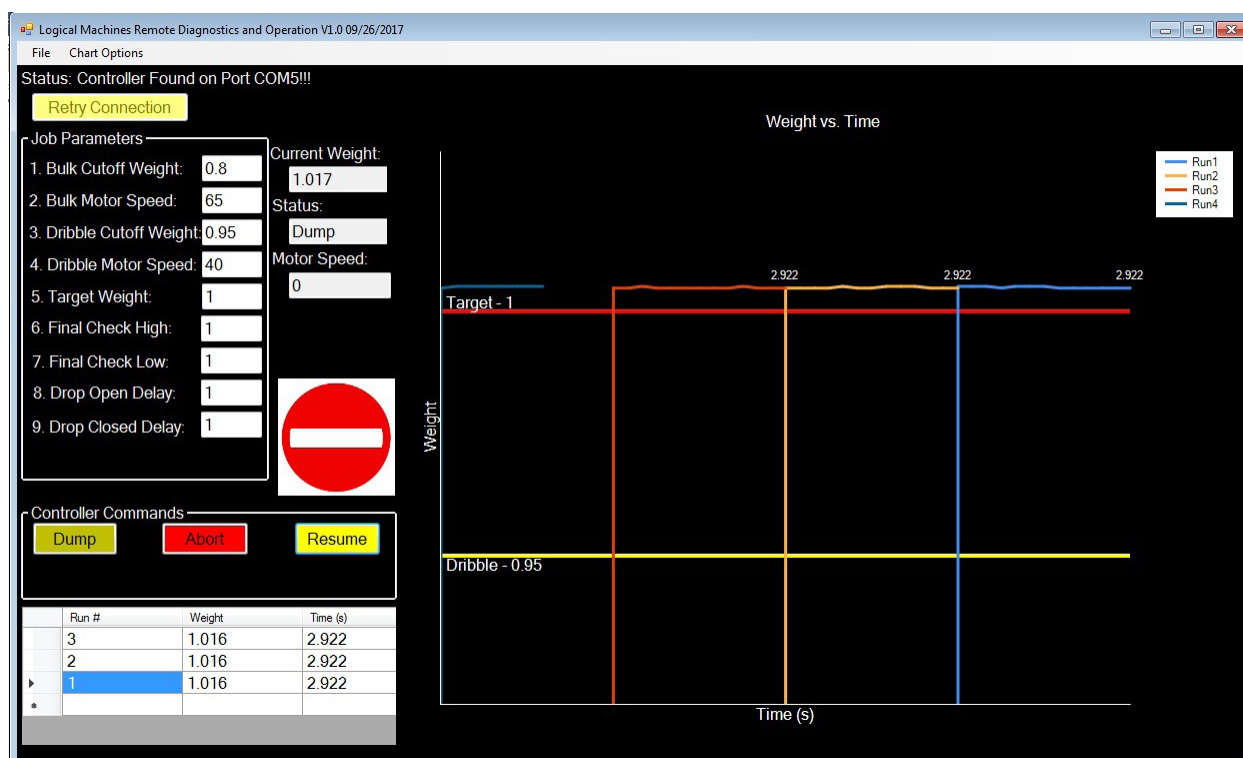 Logical Machines Remote Diagnostics and Operation V1.0 09/26/2017
File Chart Options
Status: Controller Found on Port COM5!!!
Retry Connection
Job Parameters
1. Bulk Cutoff Weight: 0.8
2. Bulk Motor Speed: 65
3. Dribble Cutoff Weight: 0.95
4. Dribble Motor Speed: 40
5. Target Weight: 1
6. Final Check High: 1
7. Final Check Low: 1
8. Drop Open Delay: 1
9. Drop Closed Delay: 1
Current Weight:
1.017
Status:
Dump
Motor Speed:
0
Controller Commands
Dump Abort Resume
Run # Weight Time (s)
3 1.016 2.922
2 1.016 2.922
1 1.016 2.922
Weight vs. Time
Run1
Run2
Run3
Run4
2.922 2.922 2.922
Target - 1
Weight
Dribble - 0.95
Time (s)